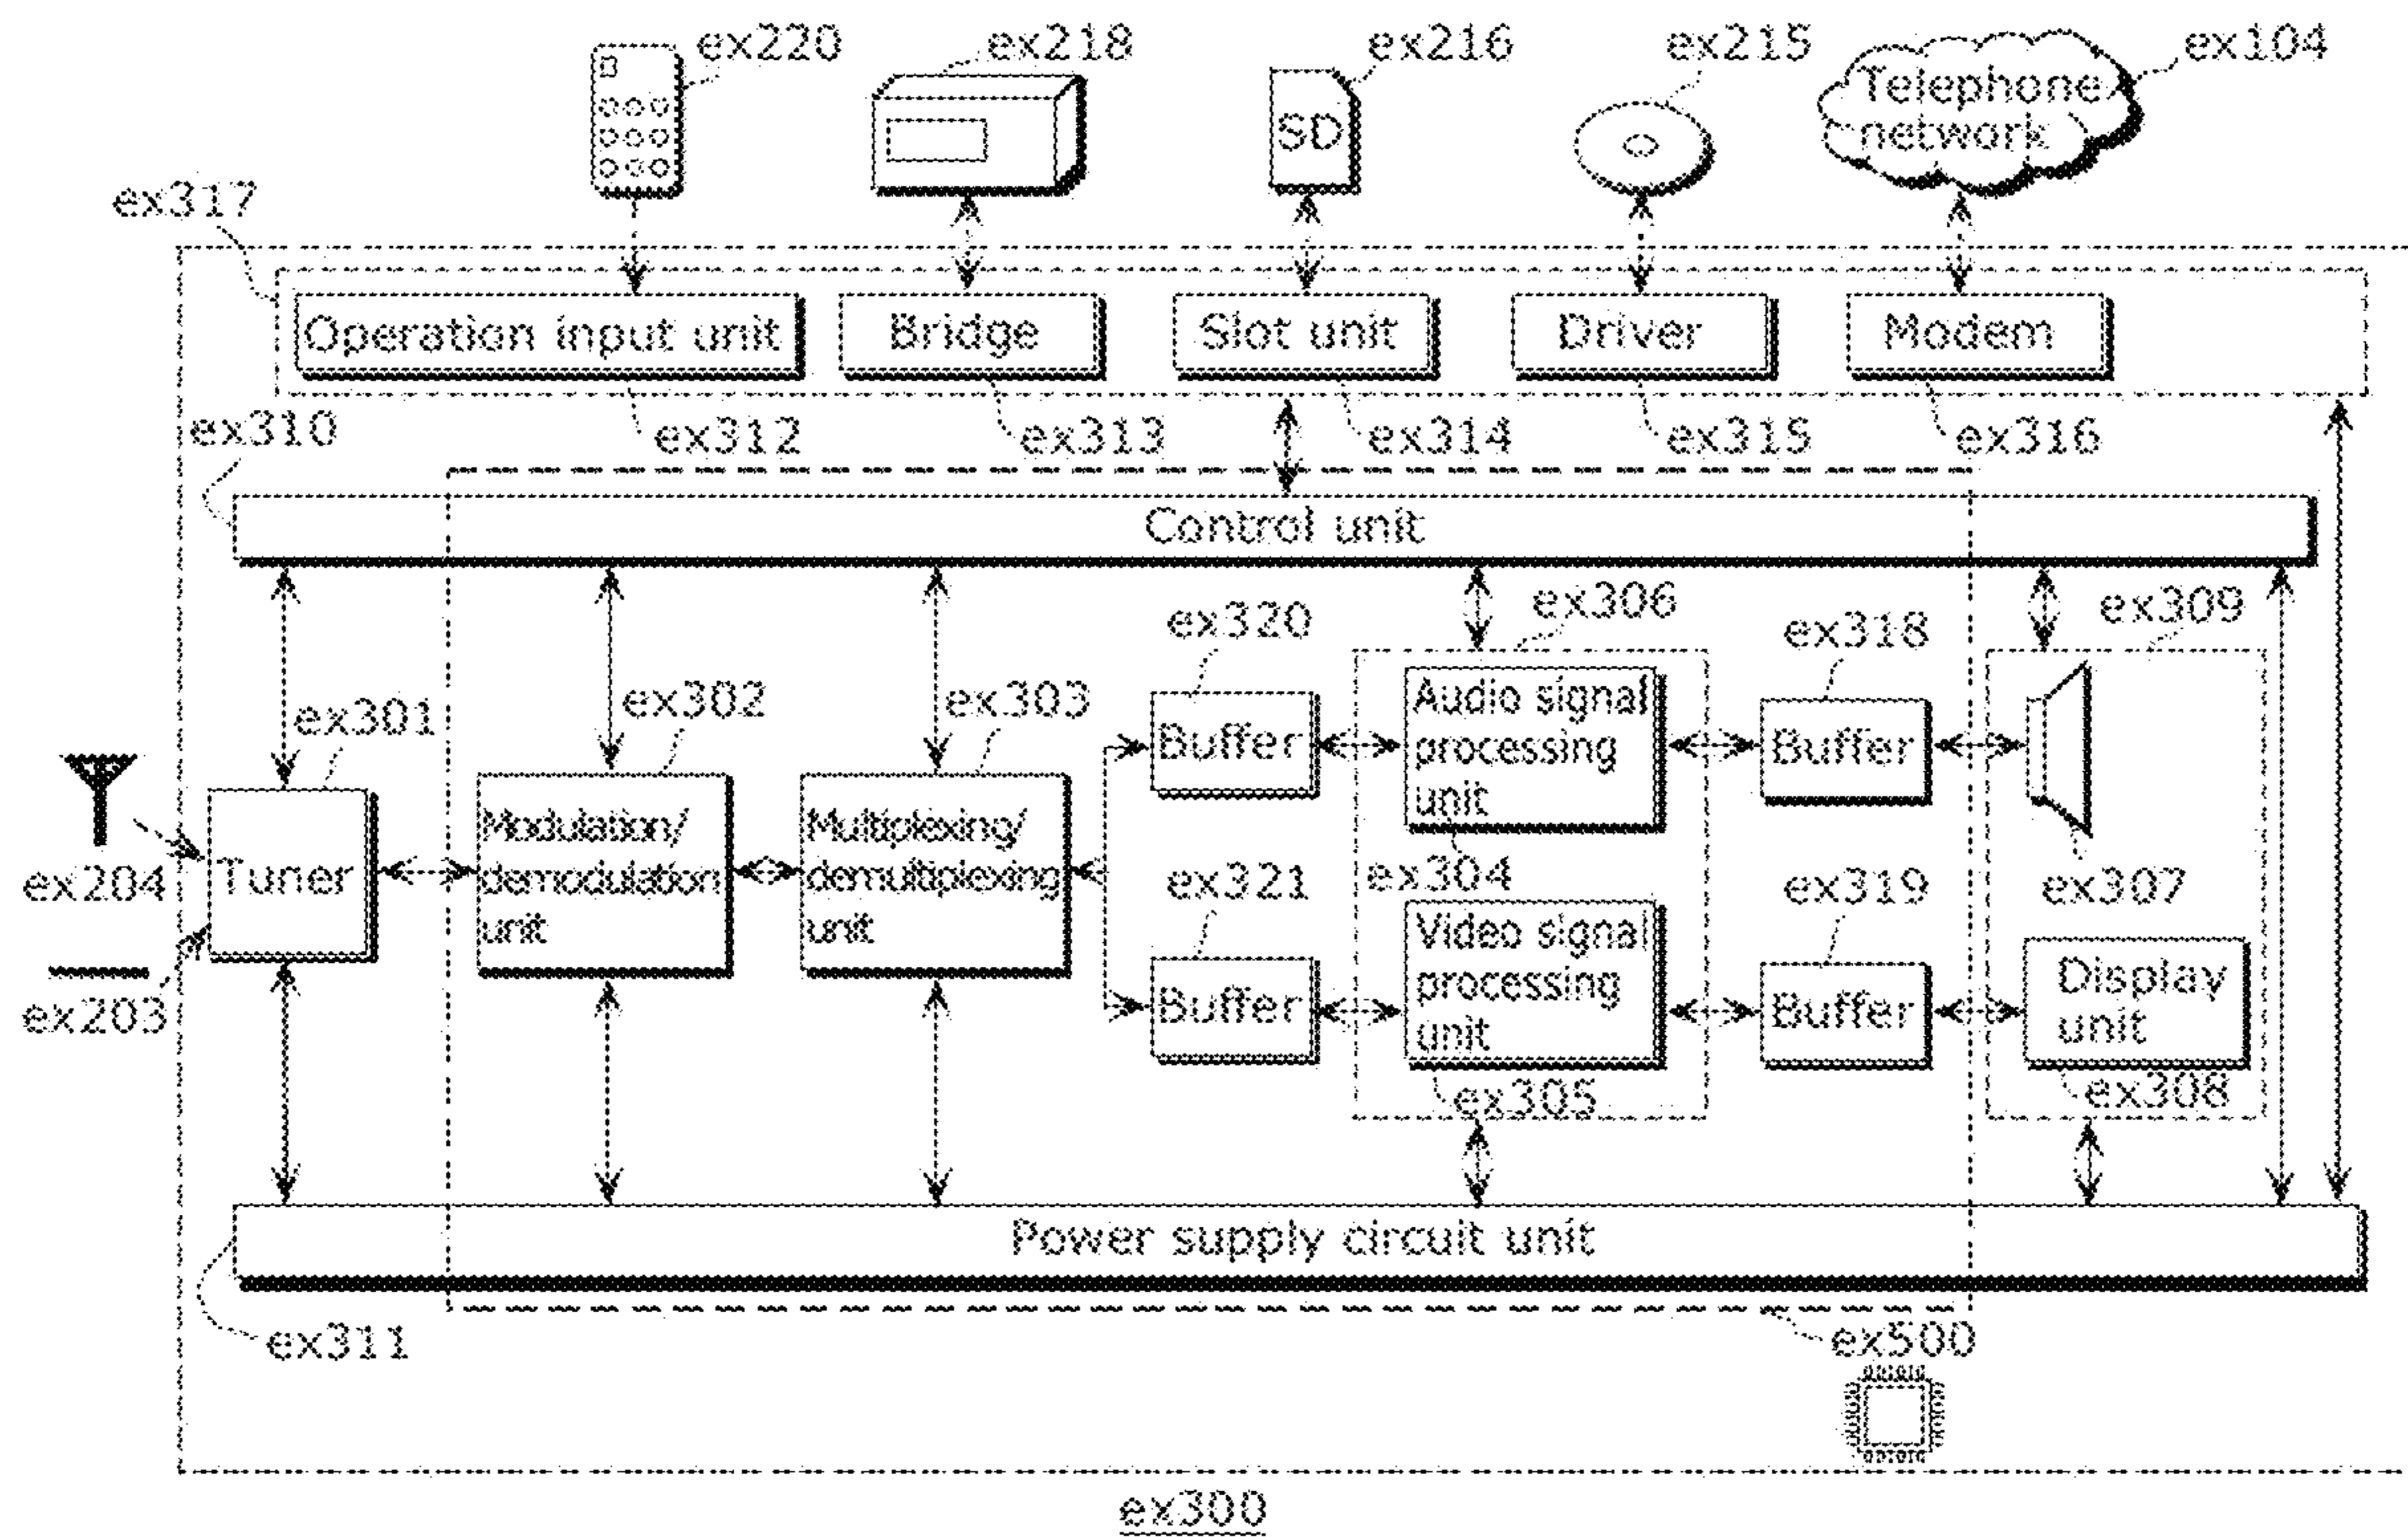 ex220
ex218
ex216
ex215
ex104
Telephone
network
SD
ex317
Operation input unit
Bridge
Slot unit
Driver
Modem
ex310
ex312
ex313
ex314
ex315
ex316
Control unit
ex320
ex306
ex318
ex309
ex301
ex302
ex303
Buffer
Audio signal
processing
unit
Buffer
ex204
Tuner
Modulation/
demodulation
unit
Multiplexing/
demultiplexing
unit
ex304
ex321
ex319
ex307
ex203
Buffer
Video signal
processing
unit
Buffer
Display
unit
ex305
ex308
Power supply circuit unit
ex311
ex500
ex300